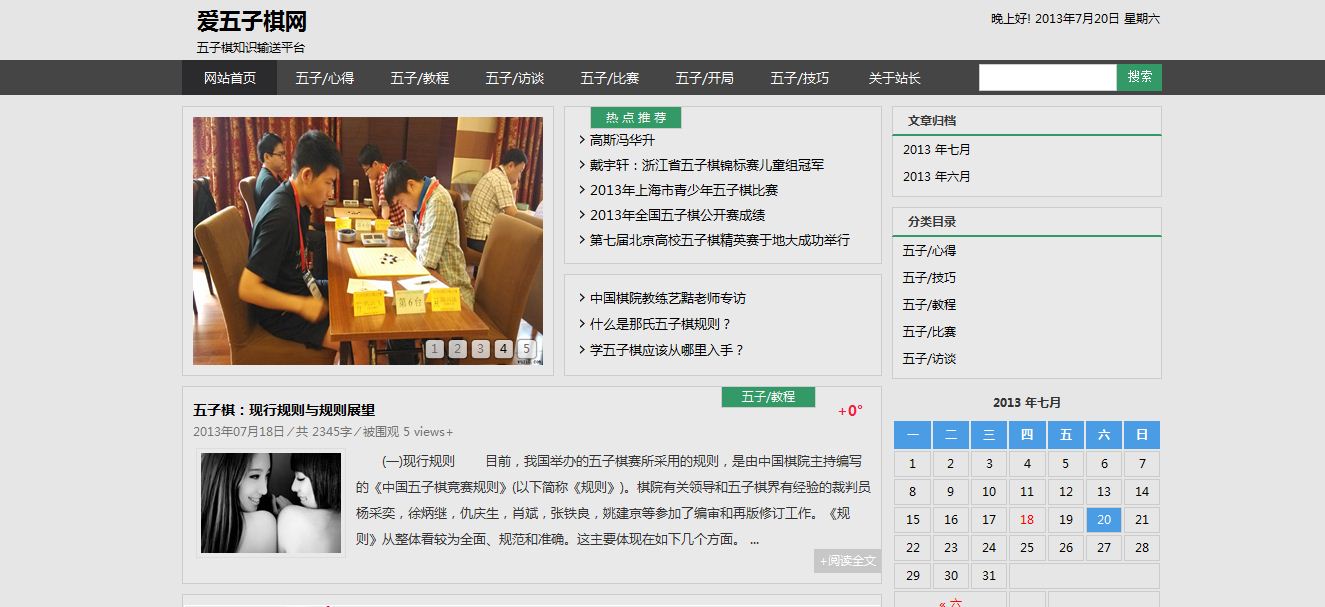 爱五子棋网
五子棋知识输送平台
晚上好! 2013年7月20日 星期六
网站首页 五子/心得 五子/教程 五子/访谈 五子/比赛 五子/开局 五子/技巧 关于站长 搜索
第6台
1 2 3 4 5
热点推荐
高斯冯华升
戴宇轩：浙江省五子棋锦标赛儿童组冠军
2013年上海市青少年五子棋比赛
2013年全国五子棋公开赛成绩
第七届北京高校五子棋精英赛于地大成功举行
中国棋院教练艺黠老师专访
什么是那氏五子棋规则？
学五子棋应该从哪里入手？
文章归档
2013 年七月
2013 年六月
分类目录
五子/心得
五子/技巧
五子/教程
五子/比赛
五子/访谈
五子/教程
五子棋：现行规则与规则展望
+0°
2013年07月18日 ⁄ 共 2345字 ⁄ 被围观 5 views+
(一)现行规则 目前，我国举办的五子棋赛所采用的规则，是由中国棋院主持编写
的《中国五子棋竞赛规则》(以下简称《规则》)。棋院有关领导和五子棋界有经验的裁判员
杨采奕，徐炳继，仇庆生，肖斌，张铁良，姚建京等参加了编审和再版修订工作。《规
则》从整体看较为全面、规范和准确。这主要体现在如下几个方面。 ...
+阅读全文
2013 年七月
一 二 三 四 五 六 日
1 2 3 4 5 6 7
8 9 10 11 12 13 14
15 16 17 18 19 20 21
22 23 24 25 26 27 28
29 30 31
« 六